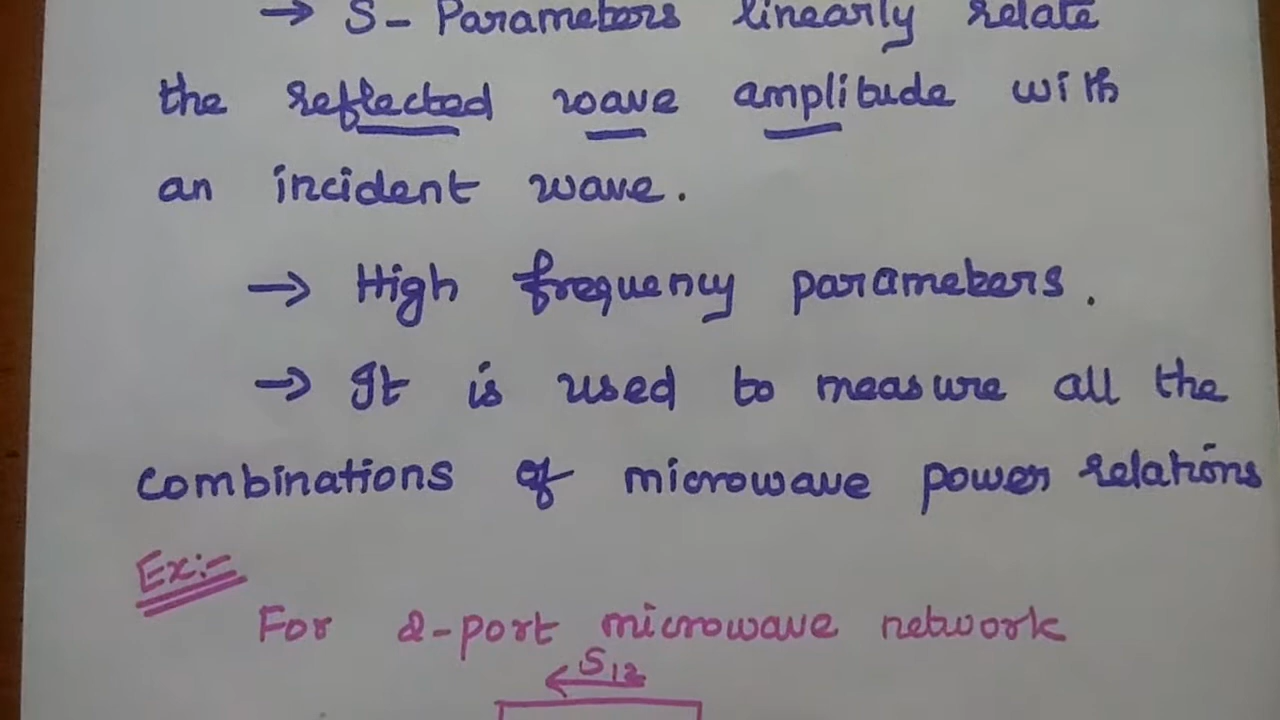 → S- Parameters linearly relate
the reflected wave amplitude with
an incident wave.
→ High frequency parameters.
→ It is used to measure all the
combinations of microwave power relations
Ex:-
For 2-port microwave network
S12